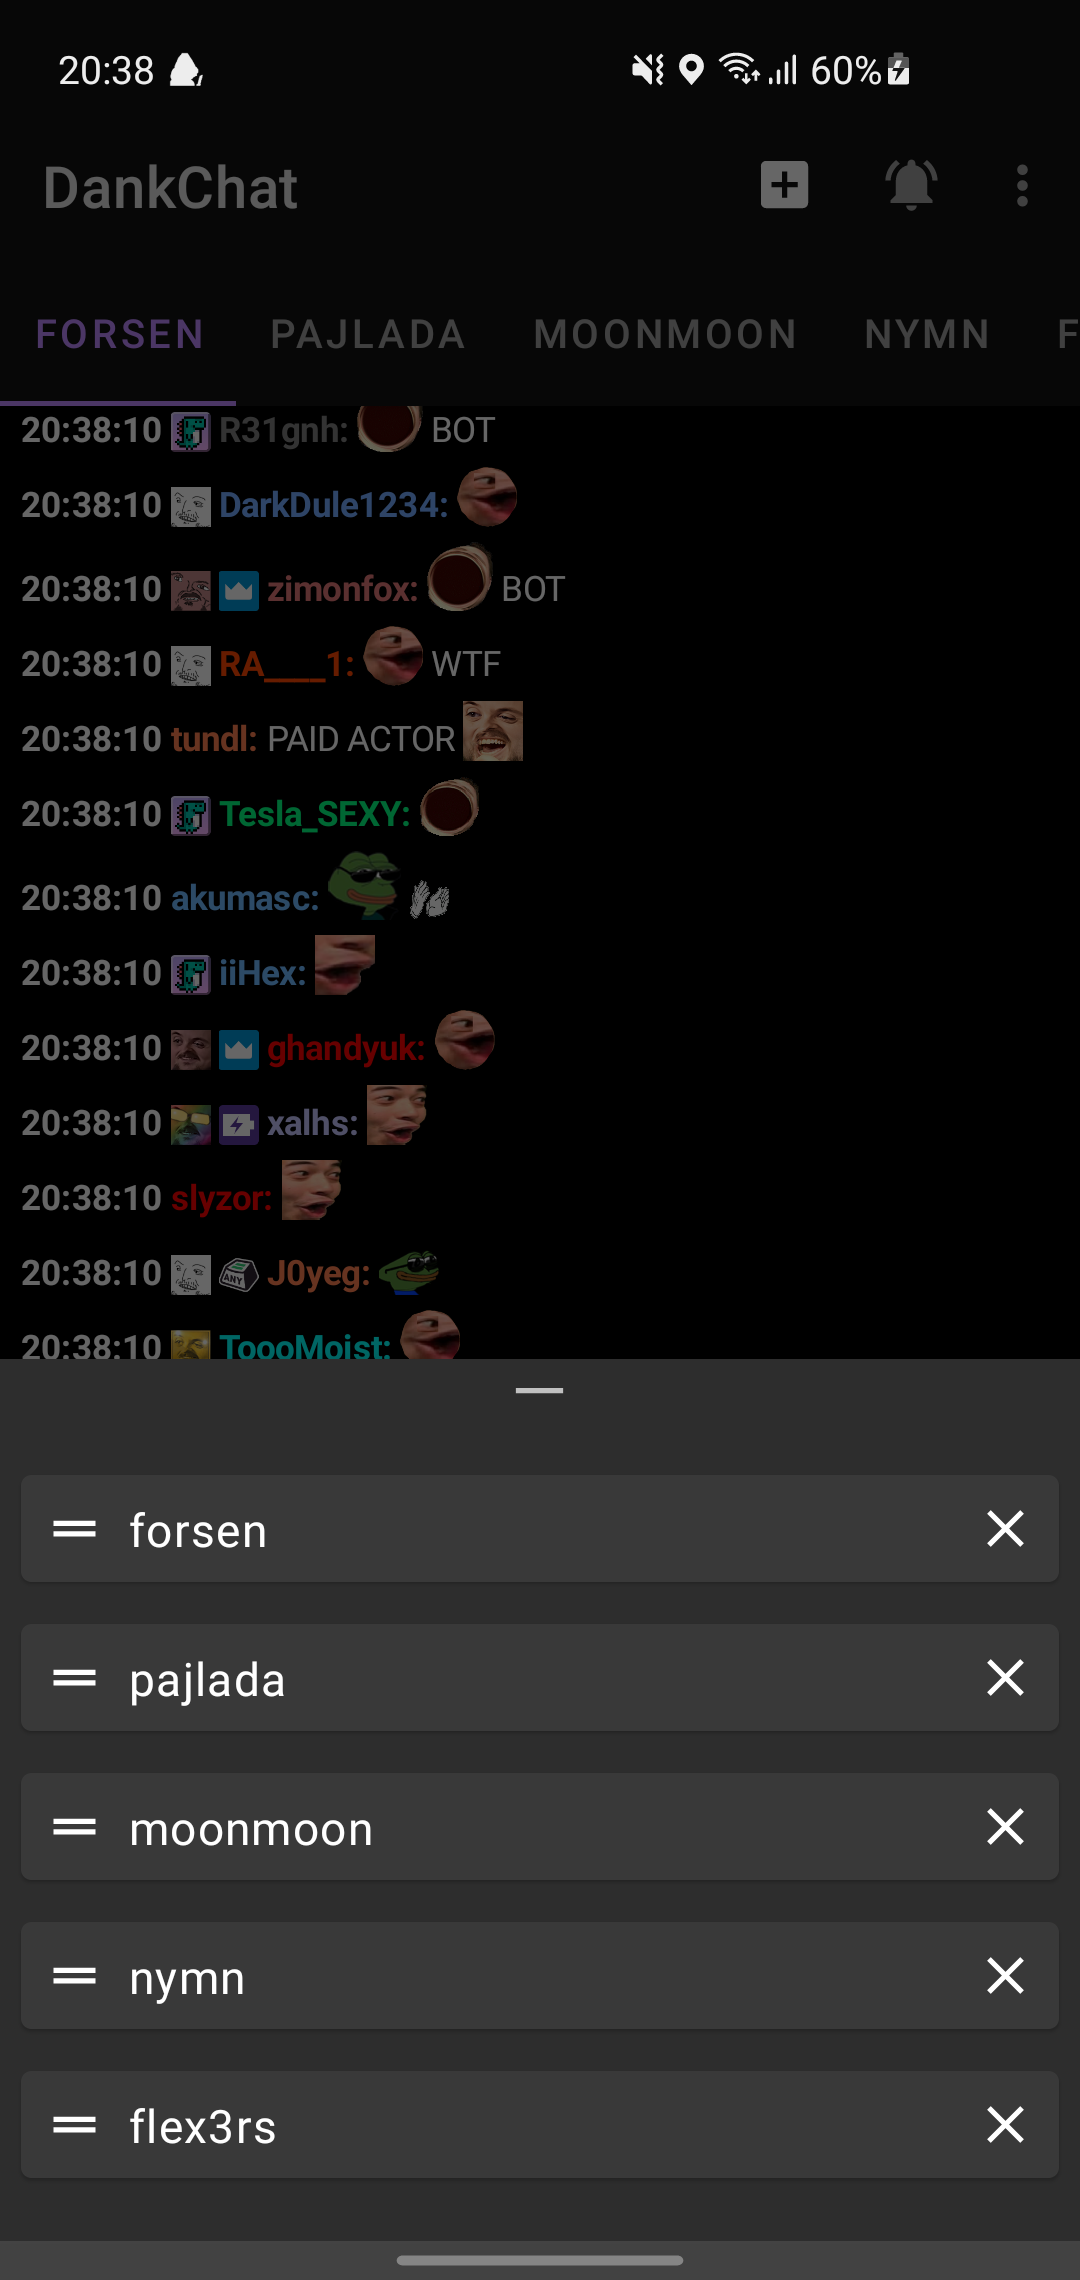 20:38 60%
DankChat
FORSEN PAJLADA MOONMOON NYMN F
20:38:10 R31gnh: BOT
20:38:10 DarkDule1234:
20:38:10 zimonfox: BOT
20:38:10 RA____1: WTF
20:38:10 tundl: PAID ACTOR
20:38:10 Tesla_SEXY:
20:38:10 akumasc:
20:38:10 iiHex:
20:38:10 ghandyuk:
20:38:10 xalhs:
20:38:10 slyzor:
20:38:10 ANY J0yeg:
20:38:10 ToooMoist:
forsen
pajlada
moonmoon
nymn
flex3rs